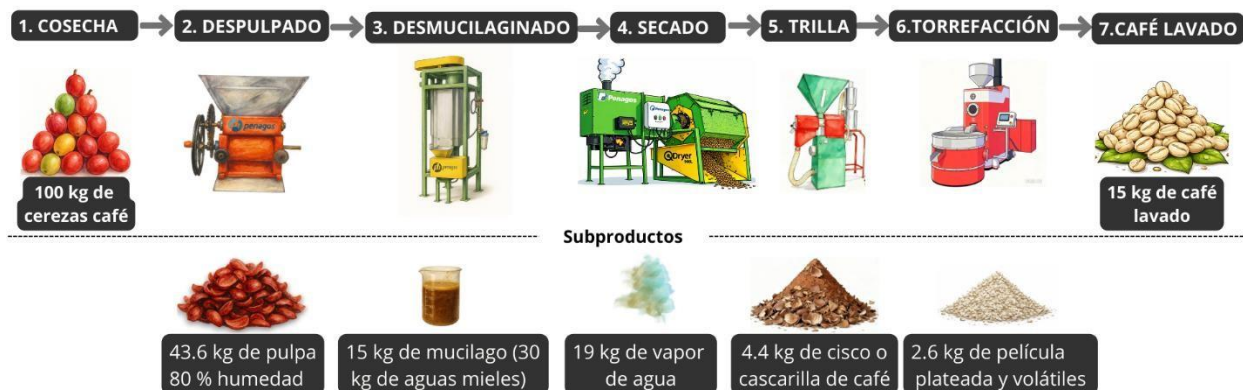 1. COSECHA
2. DESPULPADO
3. DESMUCILAGINADO
4. SECADO
5. TRILLA
6.TORREFACCIÓN
7.CAFÉ LAVADO
penagos
Penagos
Dryer
100 kg de
cerezas café
15 kg de café
lavado
Subproductos
43.6 kg de pulpa
80 % humedad
15 kg de mucilago (30
kg de aguas mieles)
19 kg de vapor
de agua
4.4 kg de cisco o
cascarilla de café
2.6 kg de película
plateada y volátiles